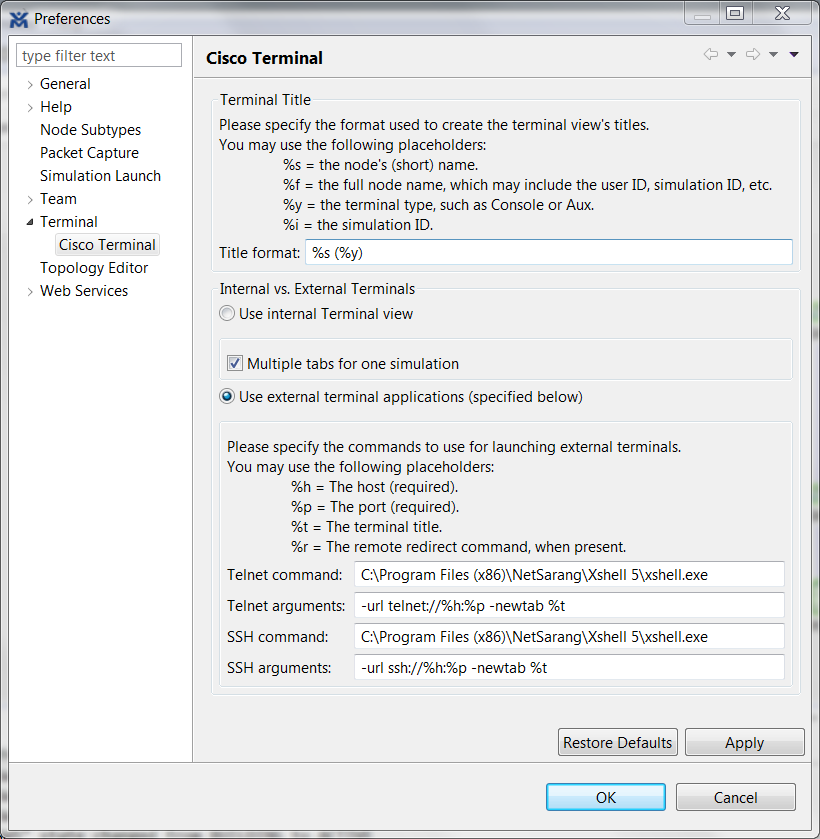 Preferences
type filter text
General
Help
Node Subtypes
Packet Capture
Simulation Launch
Team
Terminal
Cisco Terminal
Topology Editor
Web Services
Cisco Terminal
Terminal Title
Please specify the format used to create the terminal view's titles.
You may use the following placeholders:
%s = the node's (short) name.
%f = the full node name, which may include the user ID, simulation ID, etc.
%y = the terminal type, such as Console or Aux.
%i = the simulation ID.
Title format: %s (%y)
Internal vs. External Terminals
Use internal Terminal view
Multiple tabs for one simulation
Use external terminal applications (specified below)
Please specify the commands to use for launching external terminals.
You may use the following placeholders:
%h = The host (required).
%p = The port (required).
%t = The terminal title.
%r = The remote redirect command, when present.
Telnet command: C:\Program Files (x86)\NetSarang\Xshell 5\xshell.exe
Telnet arguments: -url telnet://%h:%p -newtab %t
SSH command: C:\Program Files (x86)\NetSarang\Xshell 5\xshell.exe
SSH arguments: -url ssh://%h:%p -newtab %t
Restore Defaults Apply
OK Cancel